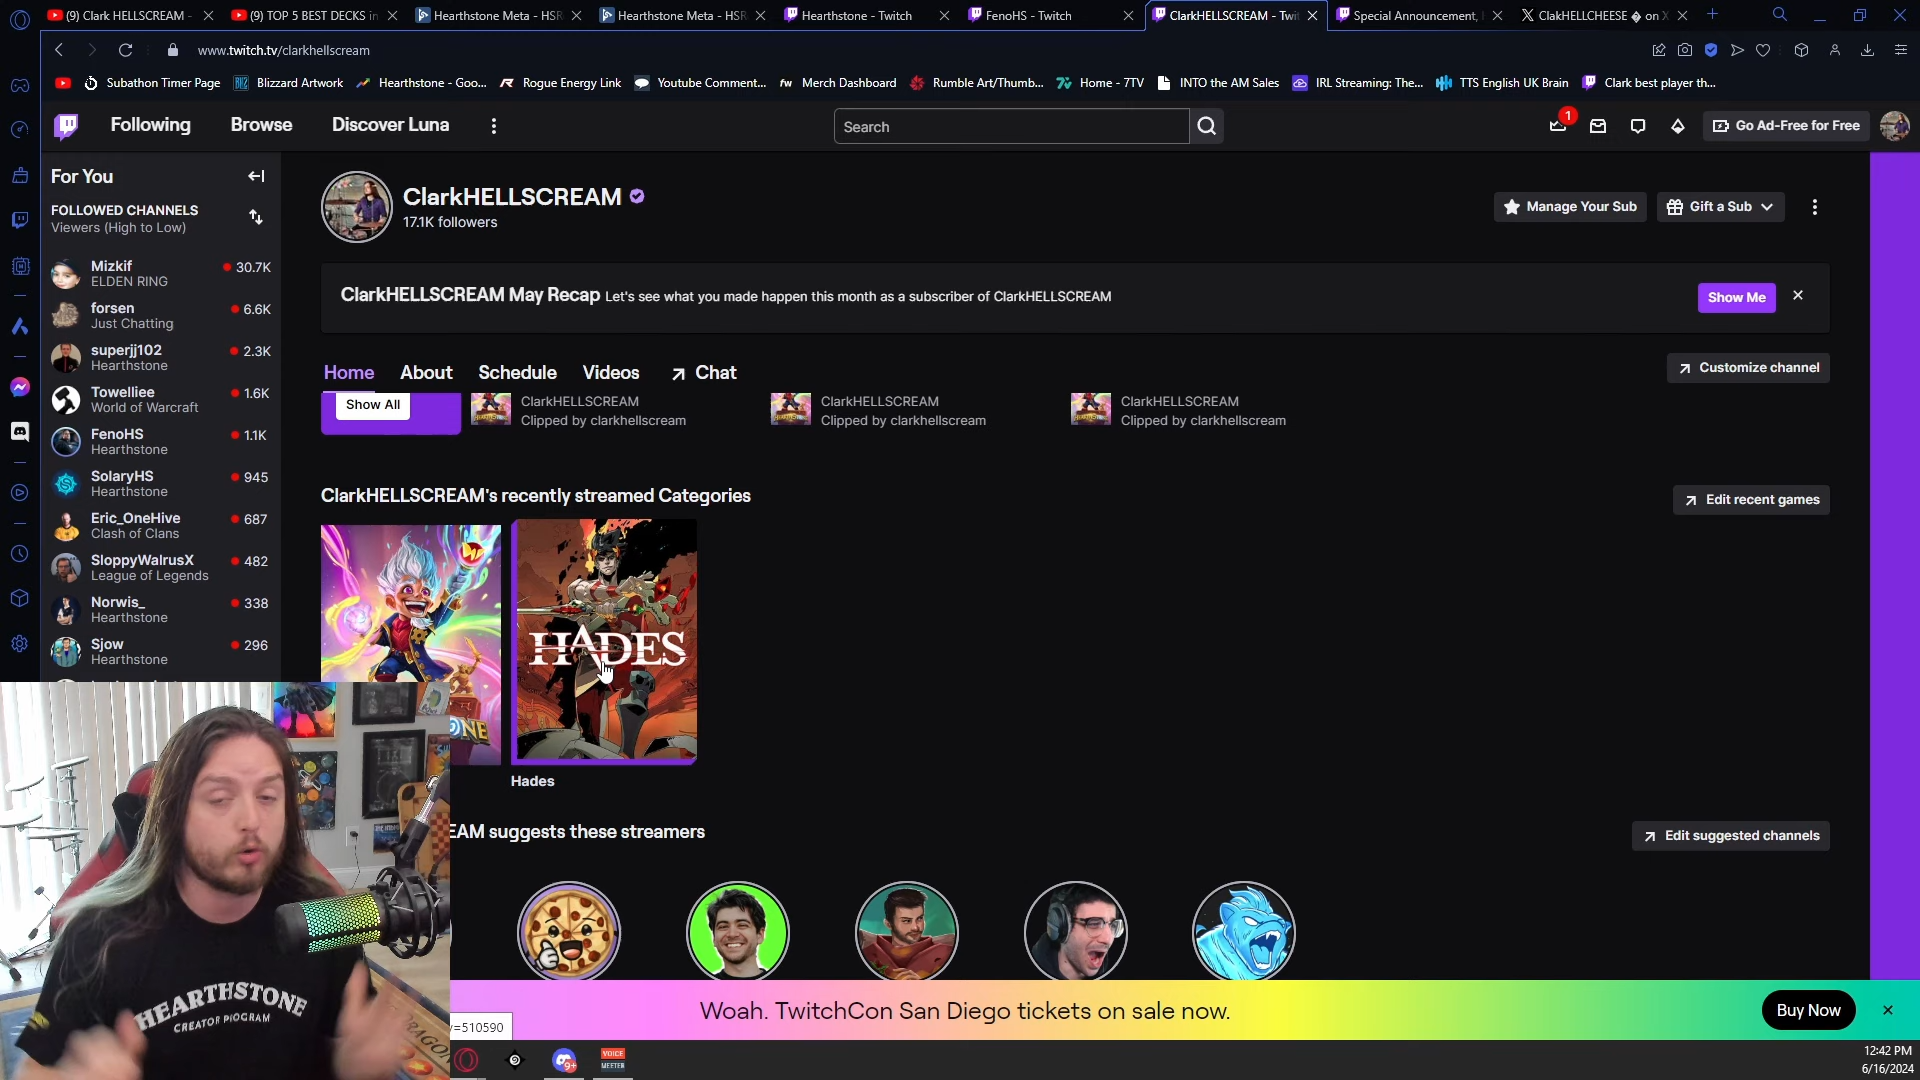 (9) Clark HELLSCREAM -
(9) TOP 5 BEST DECKS in
Hearthstone Meta - HSR
Hearthstone Meta - HSR
Hearthstone - Twitch
FenoHS - Twitch
ClarkHELLSCREAM - Twit
Special Announcement,
ClakHELLCHEESE � on X
www.twitch.tv/clarkhellscream
Subathon Timer Page
Blizzard Artwork
Hearthstone - Goo...
Rogue Energy Link
Youtube Comment...
Merch Dashboard
Rumble Art/Thumb...
Home - 7TV
INTO the AM Sales
IRL Streaming: The...
TTS English UK Brain
Clark best player th...
Following
Browse
Discover Luna
Search
1
Go Ad-Free for Free
For You
FOLLOWED CHANNELS
Viewers (High to Low)
Mizkif
30.7K
ELDEN RING
forsen
6.6K
Just Chatting
superjj102
2.3K
Hearthstone
Towelliee
1.6K
World of Warcraft
FenoHS
1.1K
Hearthstone
SolaryHS
945
Hearthstone
Eric_OneHive
687
Clash of Clans
SloppyWalrusX
482
League of Legends
Norwis_
338
Hearthstone
Sjow
296
Hearthstone
ClarkHELLSCREAM
17.1K followers
Manage Your Sub
Gift a Sub
ClarkHELLSCREAM May Recap Let's see what you made happen this month as a subscriber of ClarkHELLSCREAM
Show Me
Home
About
Schedule
Videos
Chat
Customize channel
Show All
ClarkHELLSCREAM
Clipped by clarkhellscream
ClarkHELLSCREAM
Clipped by clarkhellscream
ClarkHELLSCREAM
Clipped by clarkhellscream
ClarkHELLSCREAM's recently streamed Categories
Edit recent games
HADES
Hades
EAM suggests these streamers
Edit suggested channels
HEARTHSTONE
CREATOR PROGRAM
Woah. TwitchCon San Diego tickets on sale now.
Buy Now
=510590
9+
VOICE
MEETER
12:42 PM
6/16/2024